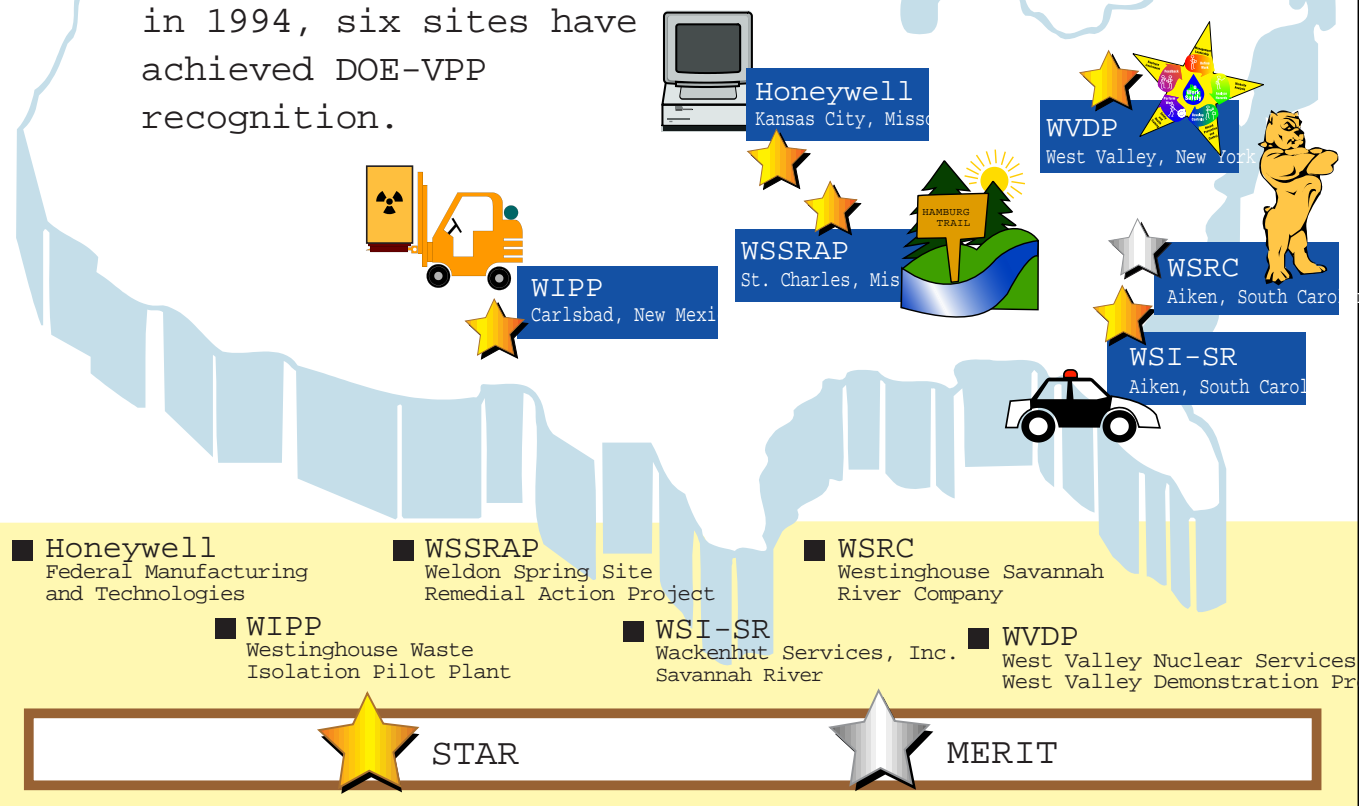 in 1994, six sites have
achieved DOE-VPP
recognition.
Honeywell
Kansas City, Misso
WVDP
West Valley, New York
HAMBURG
TRAIL
WSSRAP
St. Charles, Mis
WSRC
Aiken, South Caro
WIPP
Carlsbad, New Mexi
WSI-SR
Aiken, South Carol
Honeywell
Federal Manufacturing
and Technologies
WSSRAP
Weldon Spring Site
Remedial Action Project
WSRC
Westinghouse Savannah
River Company
WIPP
Westinghouse Waste
Isolation Pilot Plant
WSI-SR
Wackenhut Services, Inc.
Savannah River
WVDP
West Valley Nuclear Services
West Valley Demonstration Pr
STAR
MERIT